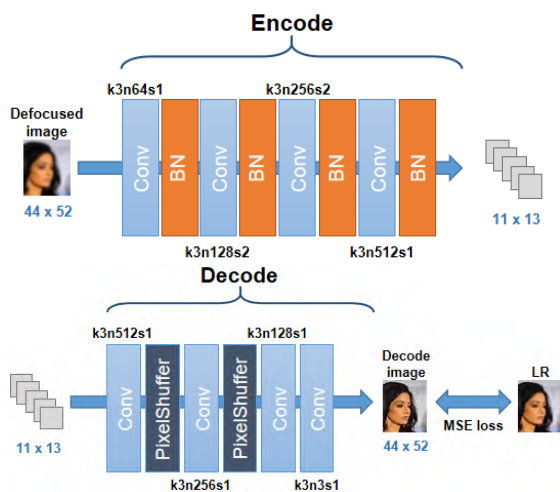 Encode
k3n64s1
k3n256s2
Defocused
image
Conv
BN
Conv
BN
Conv
BN
Conv
BN
44 x 52
11 x 13
k3n128s2
k3n512s1
Decode
k3n512s1
k3n128s1
Decode
image
LR
Conv
PixelShuffer
Conv
PixelShuffer
Conv
Conv
MSE loss
11 x 13
44 x 52
k3n256s1
k3n3s1